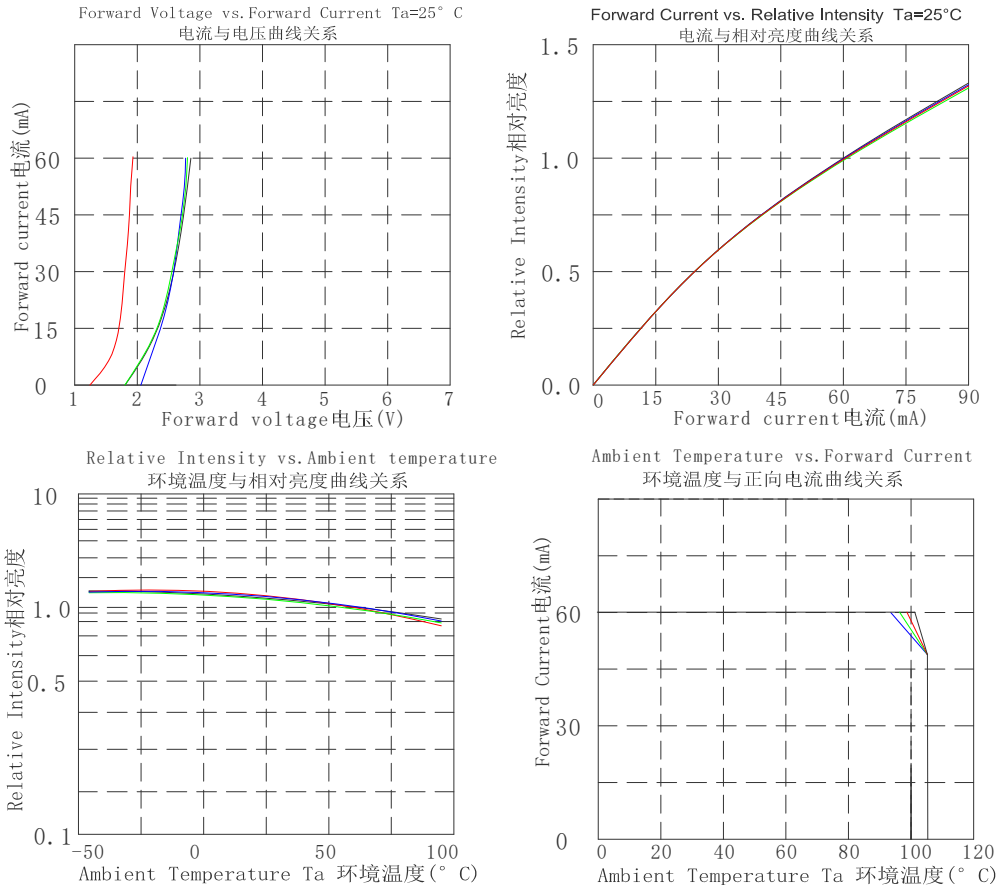 Forward Voltage vs.Forward Current Ta=25° C
电流与电压曲线关系
Forward current电流(mA)
60
45
30
15
0
1 2 3 4 5 6 7
Forward voltage电压(V)
Forward Current vs. Relative Intensity Ta=25°C
电流与相对亮度曲线关系
Relative Intensity相对亮度
1.5
1.0
0.5
0.0
0 15 30 45 60 75 90
Forward current电流(mA)
Relative Intensity vs.Ambient temperature
环境温度与相对亮度曲线关系
Relative Intensity相对亮度
10
1.0
0.5
0.1
-50 0 50 100
Ambient Temperature Ta 环境温度(° C)
Ambient Temperature vs.Forward Current
环境温度与正向电流曲线关系
Forward Current电流(mA)
60
30
0
0 20 40 60 80 100 120
Ambient Temperature Ta 环境温度(° C)